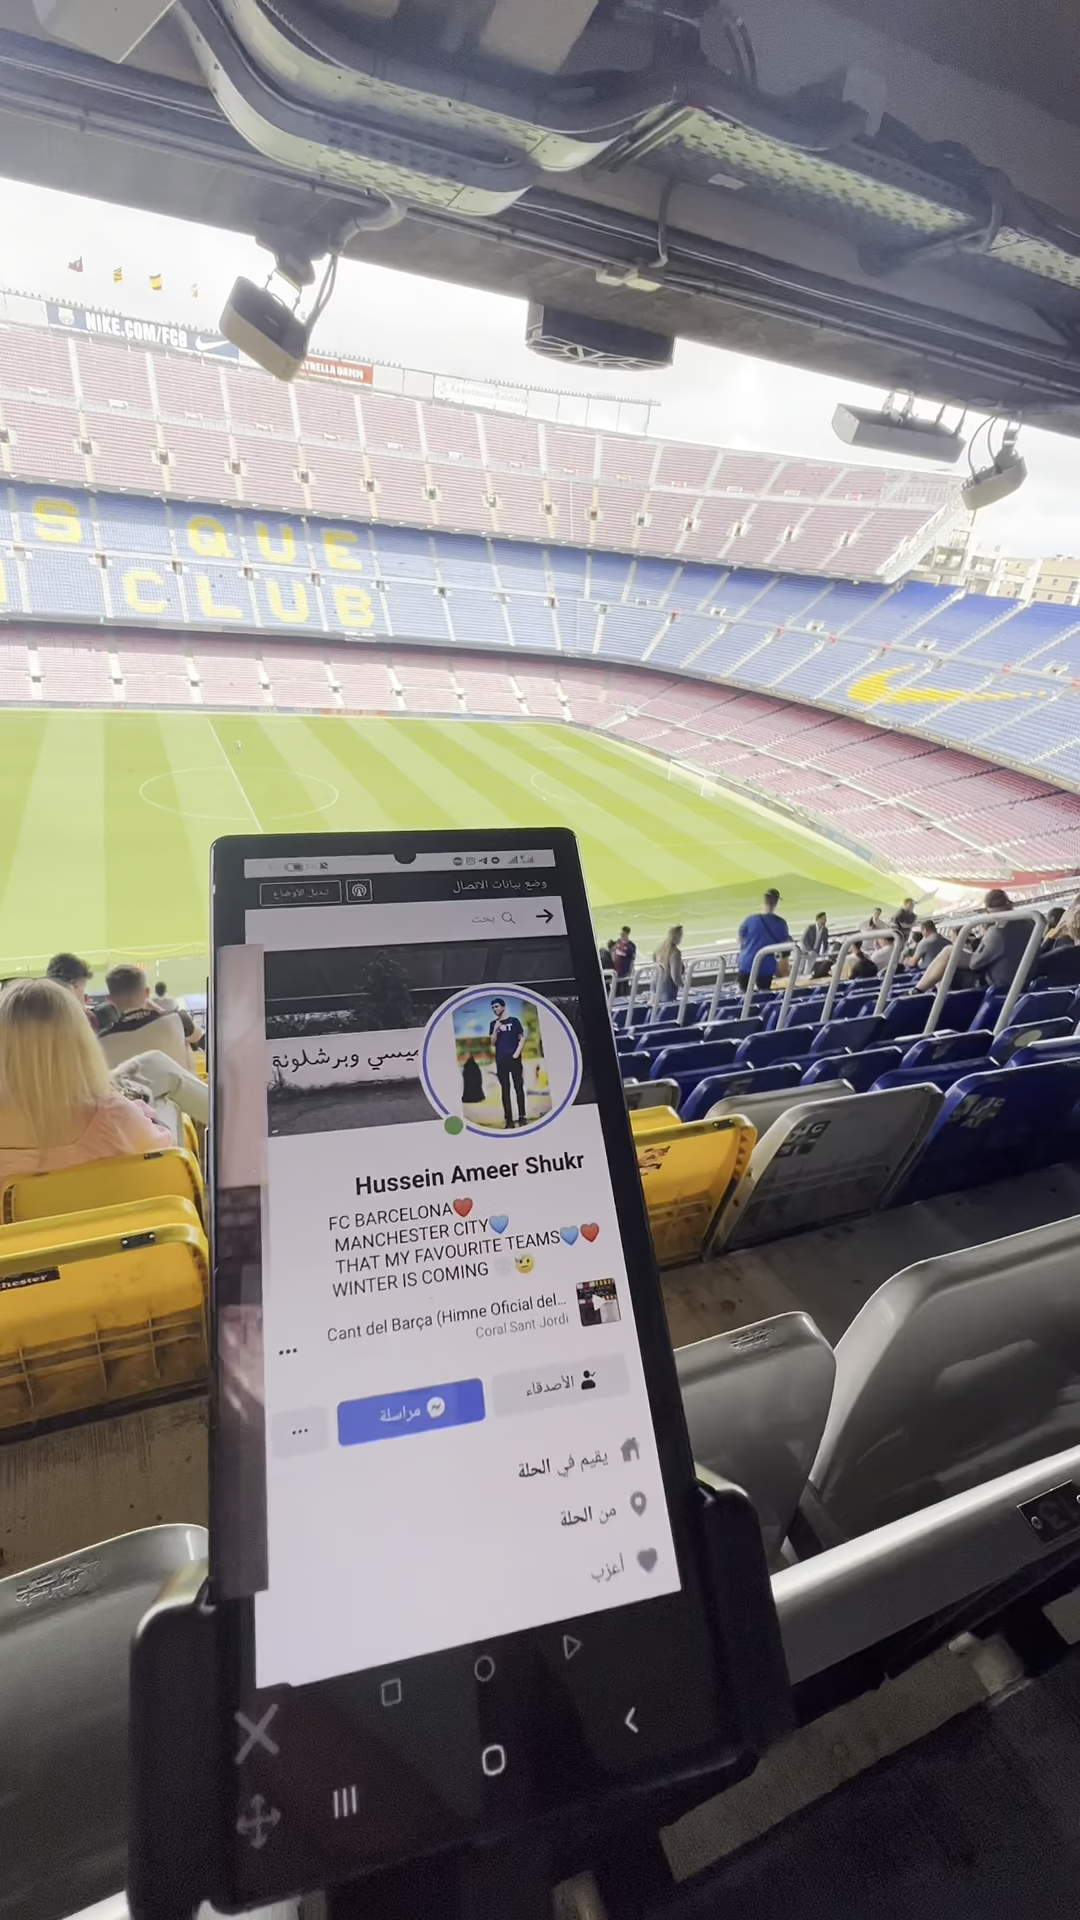 NIKE.COM/FCB
ESTRELLA DAMM
S QUE
CLUB
وضع بيانات الاتصال
تبديل الأوضاع
بحث
ميسي وبرشلونة
Hussein Ameer Shukr
FC BARCELONA❤️
MANCHESTER CITY💙
THAT MY FAVOURITE TEAMS💙❤️
WINTER IS COMING
Cant del Barça (Himne Oficial del...
Coral Sant Jordi
الأصدقاء
مراسلة
يقيم في الحلة
من الحلة
أعزب